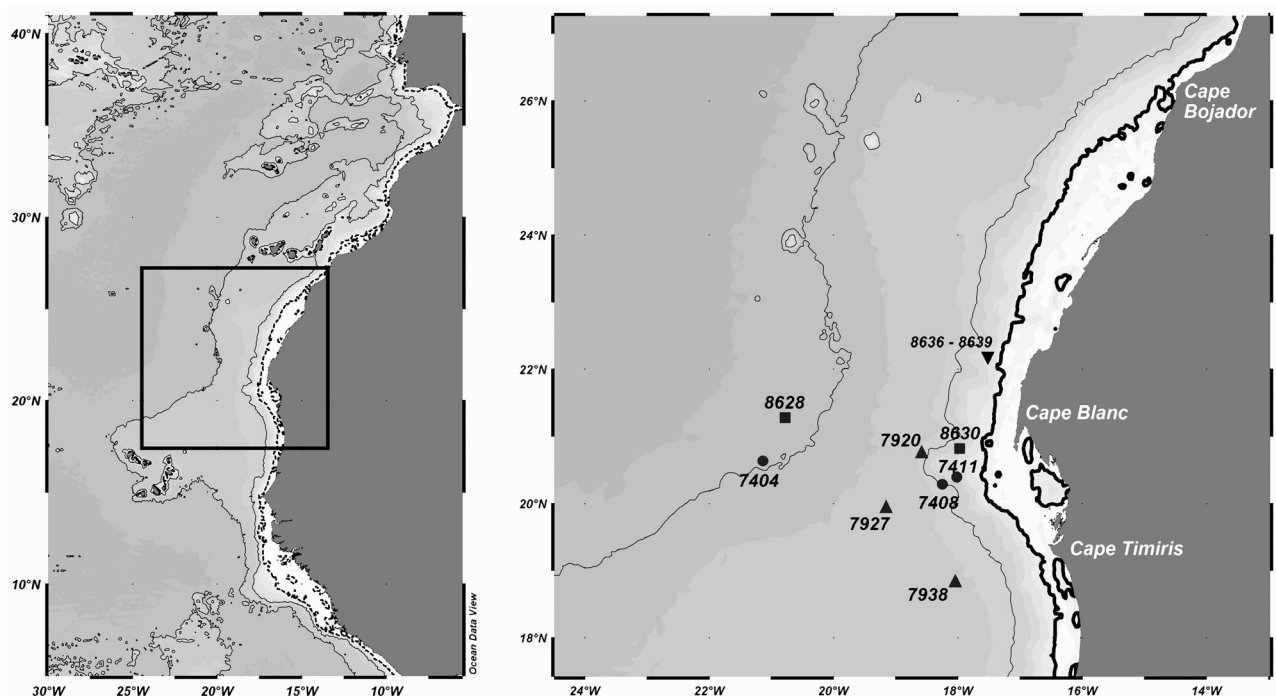 40°N
30°N
20°N
10°N
30°W
25°W
20°W
15°W
10°W
Ocean Data View
26°N
24°N
22°N
20°N
18°N
24°W
22°W
20°W
18°W
16°W
14°W
Cape
Bojador
8636 - 8639
Cape Blanc
8628
8630
7920
7411
7404
7408
7927
Cape Timiris
7938